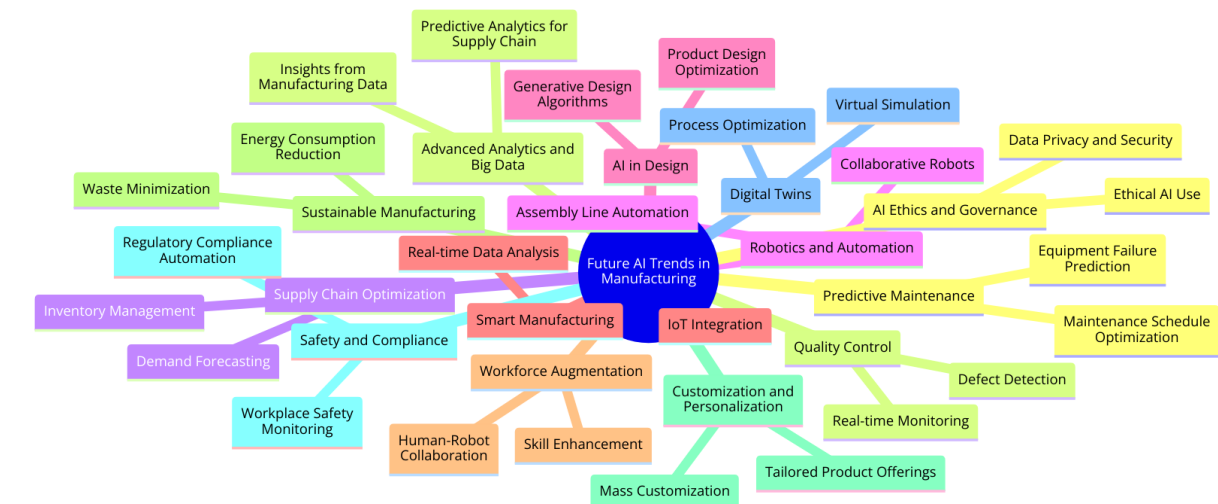 Predictive Analytics for
Supply Chain
Product Design
Optimization
Insights from
Manufacturing Data
Generative Design
Algorithms
Virtual Simulation
Process Optimization
Energy Consumption
Reduction
Advanced Analytics and
Big Data
Data Privacy and Security
AI in Design
Collaborative Robots
Waste Minimization
Digital Twins
Ethical AI Use
Sustainable Manufacturing
Assembly Line Automation
AI Ethics and Governance
Regulatory Compliance
Automation
Real-time Data Analysis
Robotics and Automation
Equipment Failure
Prediction
Future AI Trends in
Manufacturing
Supply Chain Optimization
Predictive Maintenance
Inventory Management
Smart Manufacturing
IoT Integration
Maintenance Schedule
Optimization
Safety and Compliance
Quality Control
Demand Forecasting
Workforce Augmentation
Defect Detection
Customization and
Personalization
Workplace Safety
Monitoring
Real-time Monitoring
Human-Robot
Collaboration
Skill Enhancement
Tailored Product Offerings
Mass Customization